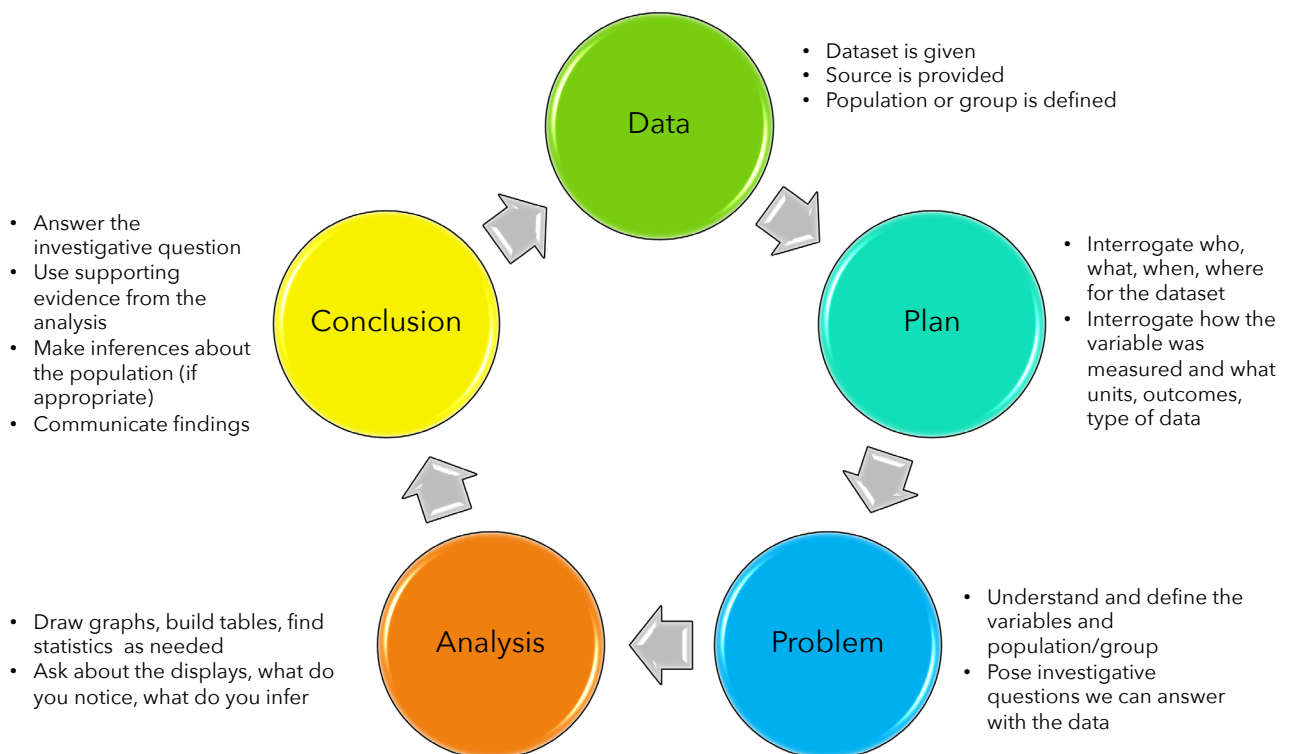 Data
• Dataset is given
• Source is provided
• Population or group is defined
Plan
• Interrogate who,
what, when, where
for the dataset
• Interrogate how the
variable was
measured and what
units, outcomes,
type of data
Problem
• Understand and define the
variables and
population/group
• Pose investigative
questions we can answer
with the data
Analysis
• Draw graphs, build tables, find
statistics as needed
• Ask about the displays, what do
you notice, what do you infer
Conclusion
• Answer the
investigative question
• Use supporting
evidence from the
analysis
• Make inferences about
the population (if
appropriate)
• Communicate findings